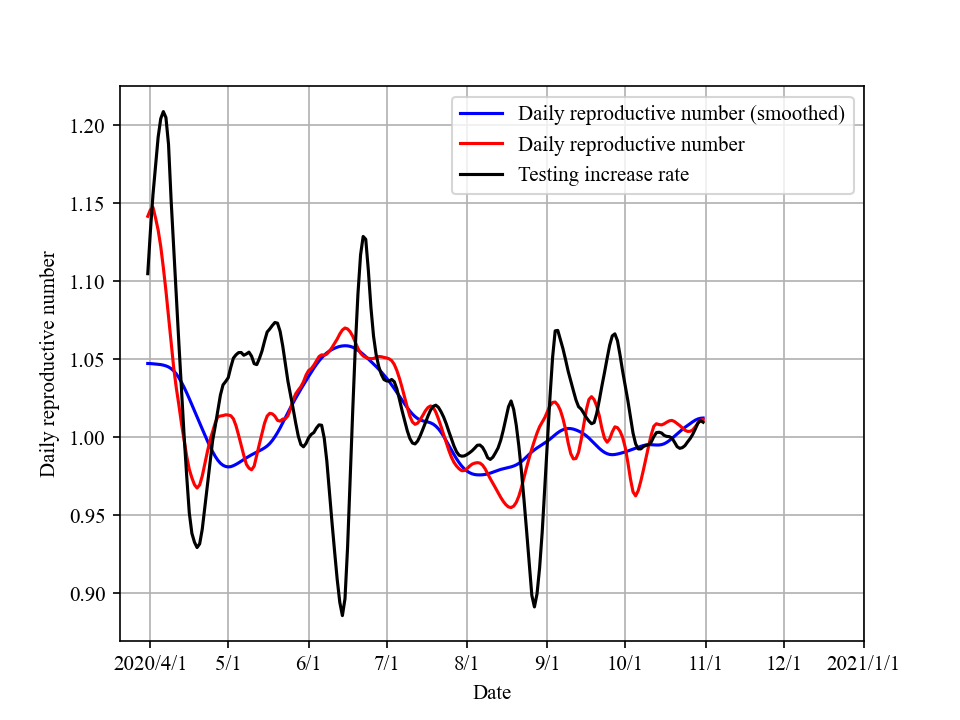 Daily reproductive number (smoothed)
Daily reproductive number
Testing increase rate
Daily reproductive number
1.20
1.15
1.10
1.05
1.00
0.95
0.90
2020/4/1 5/1 6/1 7/1 8/1 9/1 10/1 11/1 12/1 2021/1/1
Date